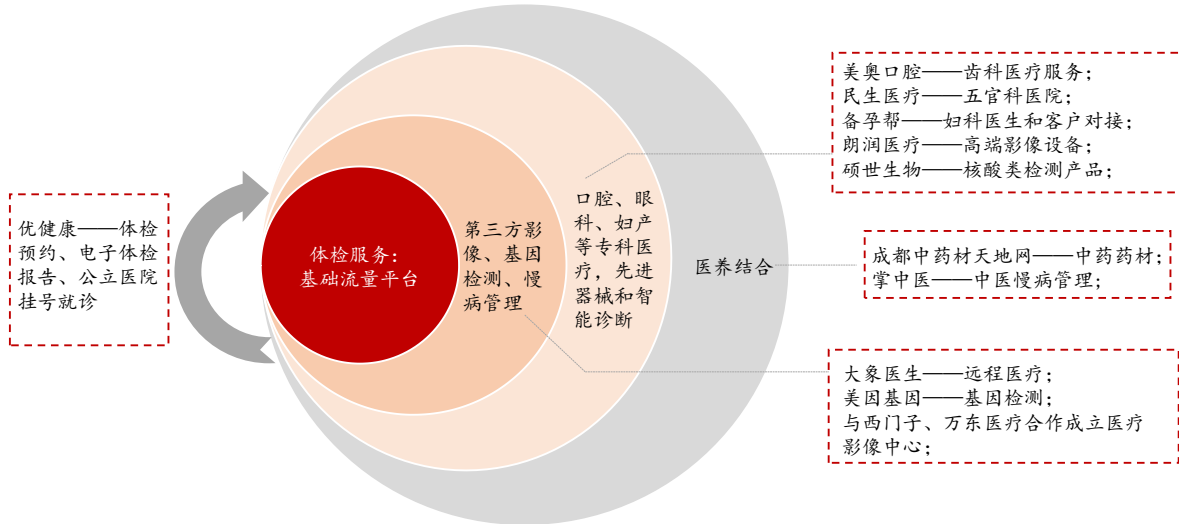 优健康——体检
预约、电子体检
报告、公立医院
挂号就诊
体检服务：
基础流量平台
第三方影
像、基因
检测、慢
病管理
口腔、眼
科、妇产
等专科医
疗，先进
器械和智
能诊断
医养结合
美奥口腔——齿科医疗服务；
民生医疗——五官科医院；
备孕帮——妇科医生和客户对接；
朗润医疗——高端影像设备；
硕世生物——核酸类检测产品；
成都中药材天地网——中药药材；
掌中医——中医慢病管理；
大象医生——远程医疗；
美因基因——基因检测；
与西门子、万东医疗合作成立医疗
影像中心；